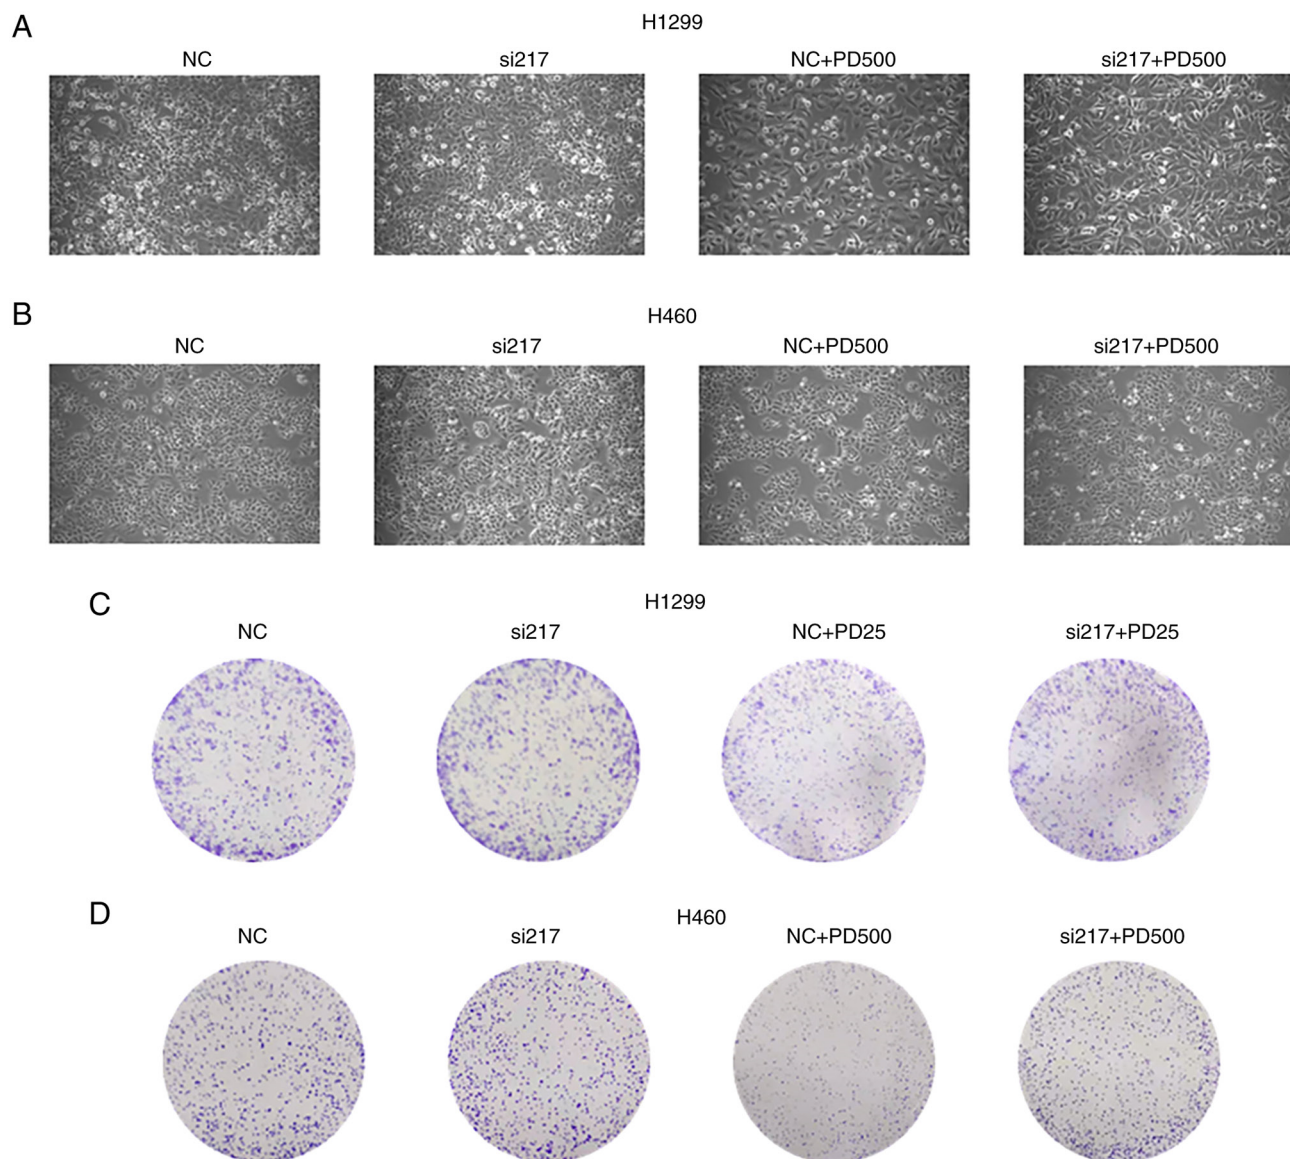 A
H1299
NC si217 NC+PD500 si217+PD500
B
H460
NC si217 NC+PD500 si217+PD500
C
H1299
NC si217 NC+PD25 si217+PD25
D
H460
NC si217 NC+PD500 si217+PD500